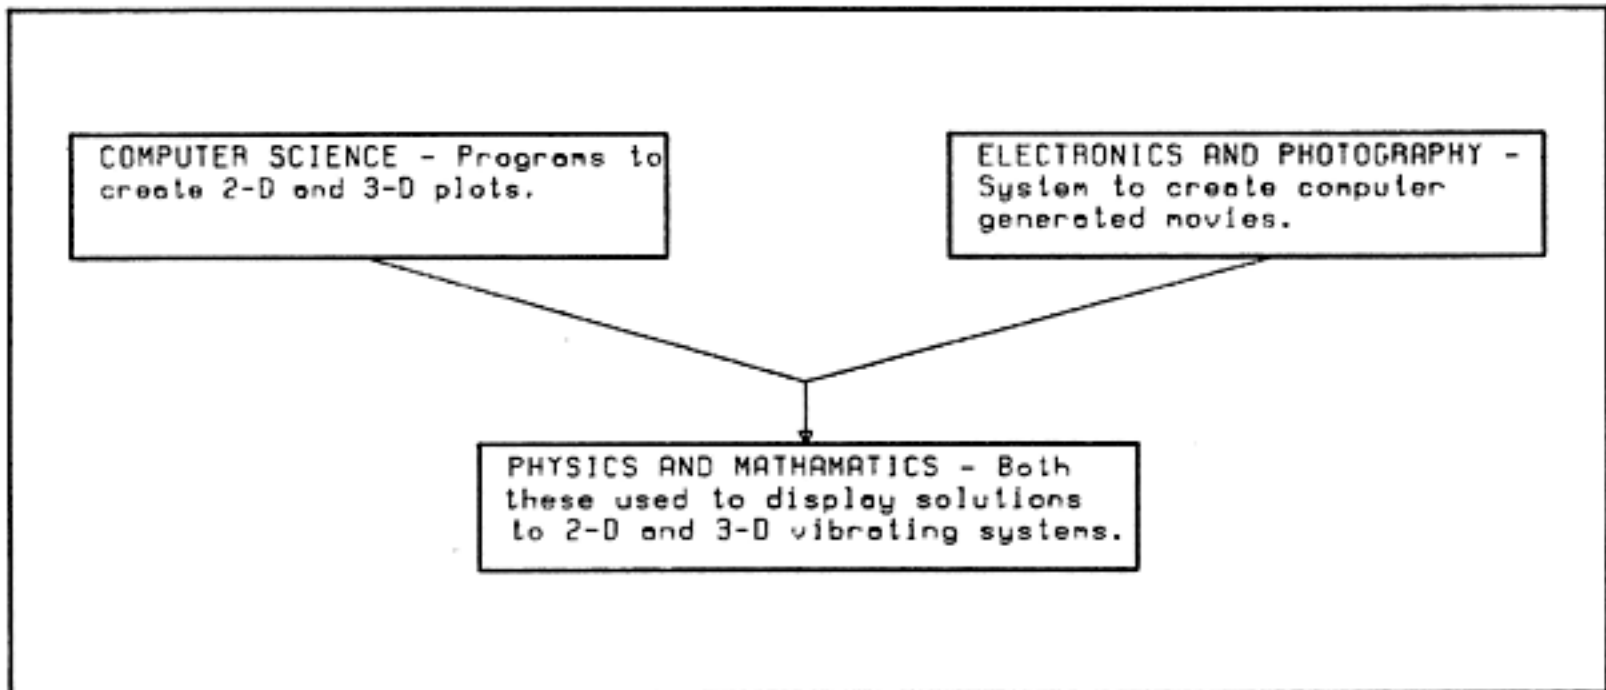 COMPUTER SCIENCE - Programs to
create 2-D and 3-D plots.
ELECTRONICS AND PHOTOGRAPHY -
System to create computer
generated movies.
PHYSICS AND MATHAMATICS - Both
these used to display solutions
to 2-D and 3-D vibrating systems.